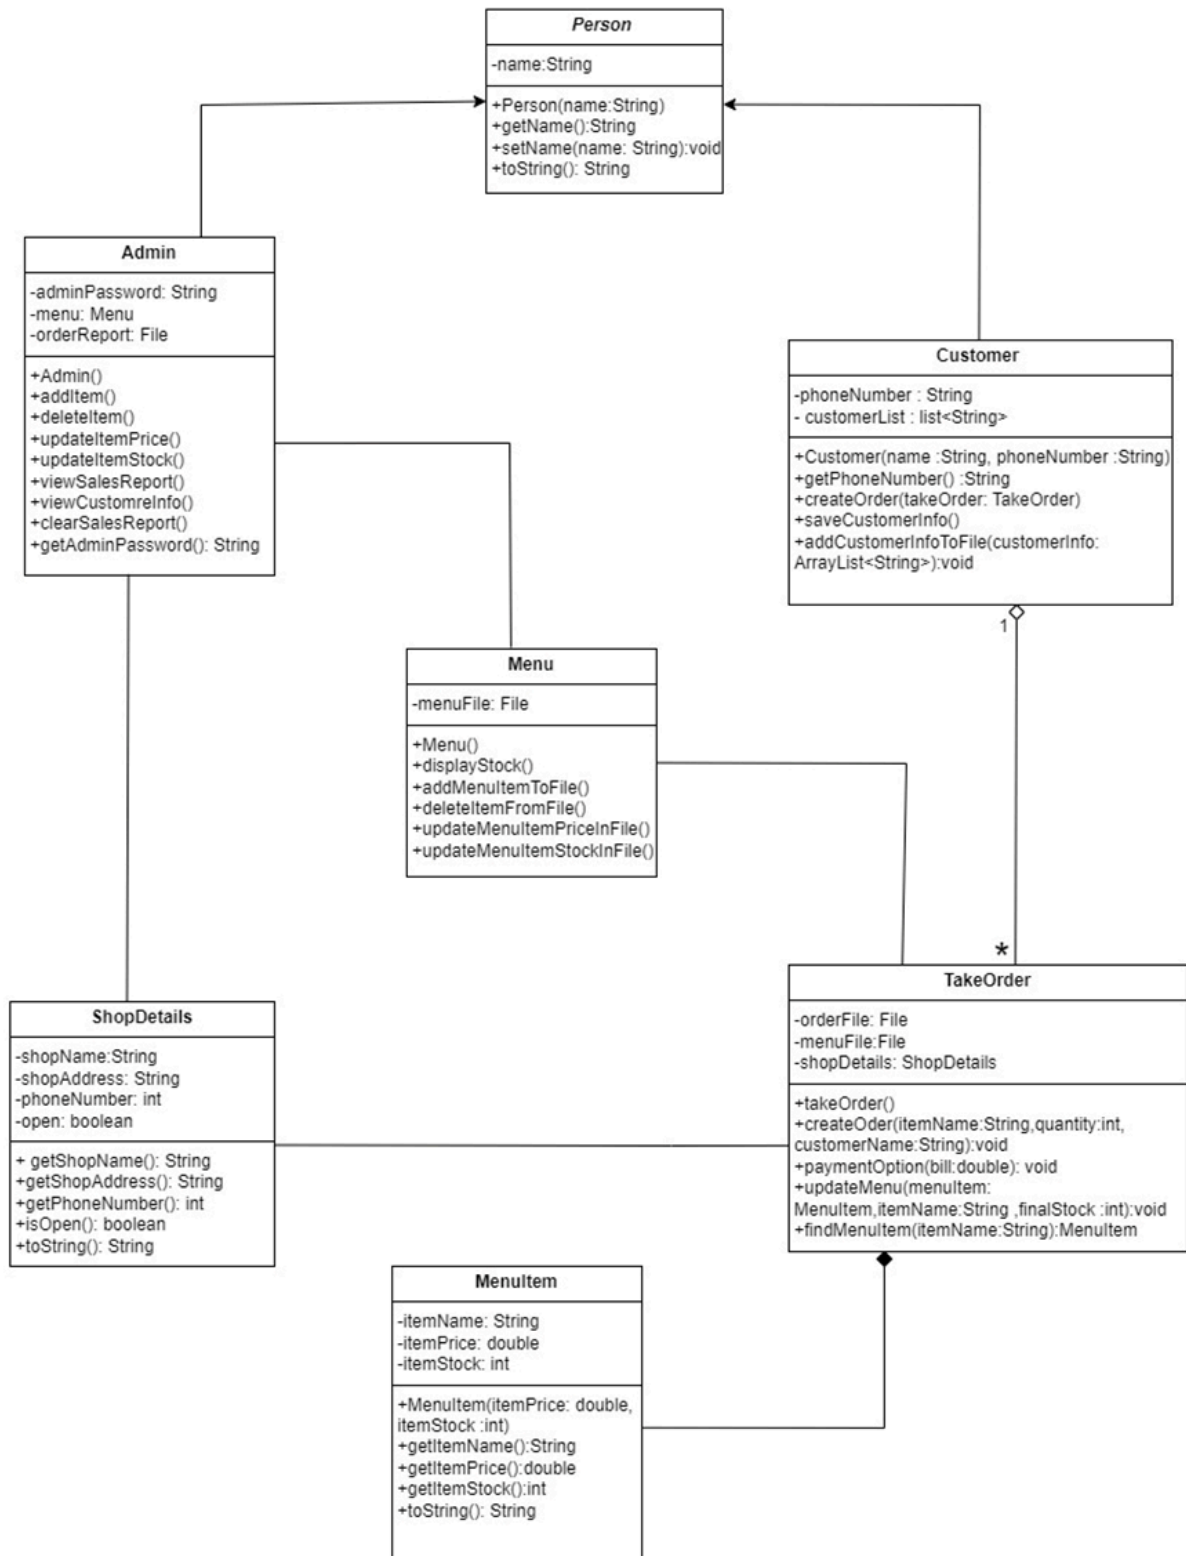 Person
-name:String
+Person(name:String)
+getName():String
+setName(name: String):void
+toString(): String
Admin
-adminPassword: String
-menu: Menu
-orderReport: File
+Admin()
+addItem()
+deleteItem()
+updateItemPrice()
+updateItemStock()
+viewSalesReport()
+viewCustomreInfo()
+clearSalesReport()
+getAdminPassword(): String
Customer
-phoneNumber : String
- customerList : list<String>
+Customer(name :String, phoneNumber :String)
+getPhoneNumber() :String
+createOrder(takeOrder: TakeOrder)
+saveCustomerInfo()
+addCustomerInfoToFile(customerInfo:
ArrayList<String>):void
1
*
Menu
-menuFile: File
+Menu()
+displayStock()
+addMenuItemToFile()
+deleteItemFromFile()
+updateMenuItemPriceInFile()
+updateMenuItemStockInFile()
ShopDetails
-shopName:String
-shopAddress: String
-phoneNumber: int
-open: boolean
+ getShopName(): String
+getShopAddress(): String
+getPhoneNumber(): int
+isOpen(): boolean
+toString(): String
TakeOrder
-orderFile: File
-menuFile:File
-shopDetails: ShopDetails
+takeOrder()
+createOder(itemName:String,quantity:int,
customerName:String):void
+paymentOption(bill:double): void
+updateMenu(menuItem:
MenuItem,itemName:String ,finalStock :int):void
+findMenuItem(itemName:String):MenuItem
MenuItem
-itemName: String
-itemPrice: double
-itemStock: int
+MenuItem(itemPrice: double,
itemStock :int)
+getItemName():String
+getItemPrice():double
+getItemStock():int
+toString(): String